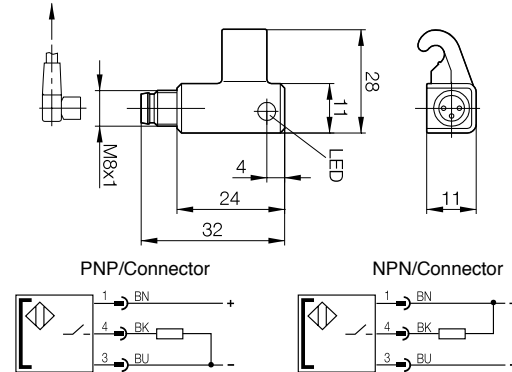 28
11
M8x1
LED
4
24
32
11
PNP/Connector
NPN/Connector
1 BN +
4 BK
3 BU -
1 BN +
4 BK
3 BU -